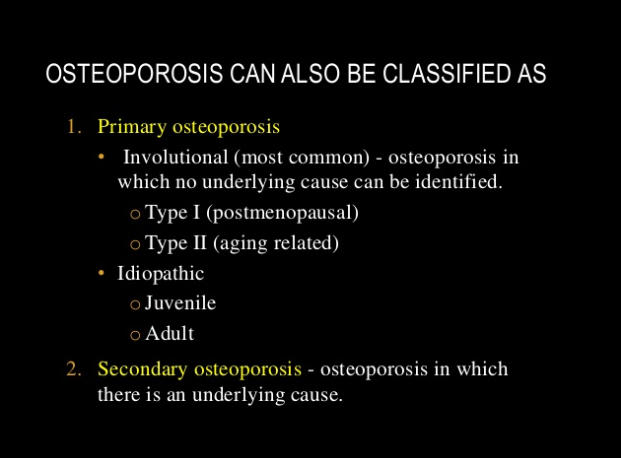 OSTEOPOROSIS CAN ALSO BE CLASSIFIED AS
1. Primary osteoporosis
• Involutional (most common) - osteoporosis in
which no underlying cause can be identified.
o Type I (postmenopausal)
o Type II (aging related)
• Idiopathic
o Juvenile
o Adult
2. Secondary osteoporosis - osteoporosis in which
there is an underlying cause.